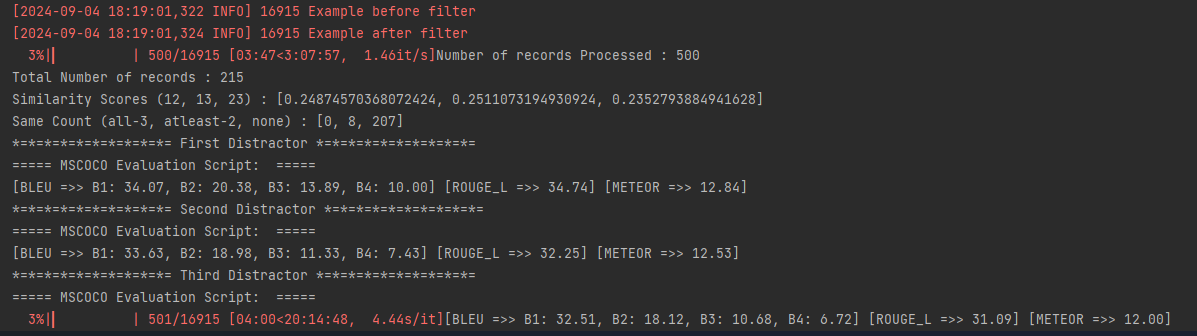 [2024-09-04 18:19:01,322 INFO] 16915 Example before filter
[2024-09-04 18:19:01,324 INFO] 16915 Example after filter
3%|▎         | 500/16915 [03:47<3:07:57,  1.46it/s]Number of records Processed : 500
Total Number of records : 215
Similarity Scores (12, 13, 23) : [0.24874570368072424, 0.2511073194930924, 0.2352793884941628]
Same Count (all-3, atleast-2, none) : [0, 8, 207]
==================== First Distractor ====================
===== MSCOCO Evaluation Script:  =====
[BLEU =>> B1: 34.07, B2: 20.38, B3: 13.89, B4: 10.00] [ROUGE_L =>> 34.74] [METEOR =>> 12.84]
==================== Second Distractor ====================
===== MSCOCO Evaluation Script:  =====
[BLEU =>> B1: 33.63, B2: 18.98, B3: 11.33, B4: 7.43] [ROUGE_L =>> 32.25] [METEOR =>> 12.53]
==================== Third Distractor ====================
===== MSCOCO Evaluation Script:  =====
3%|▎         | 501/16915 [04:00<20:14:48,  4.44s/it][BLEU =>> B1: 32.51, B2: 18.12, B3: 10.68, B4: 6.72] [ROUGE_L =>> 31.09] [METEOR =>> 12.00]